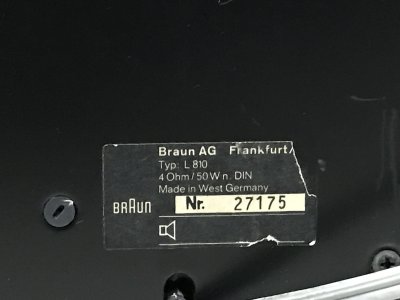 Braun AG Frankfurt/
Typ: L 810
4 Ohm/50 W n. DIN
Made in West Germany
BRAUN Nr. 27175